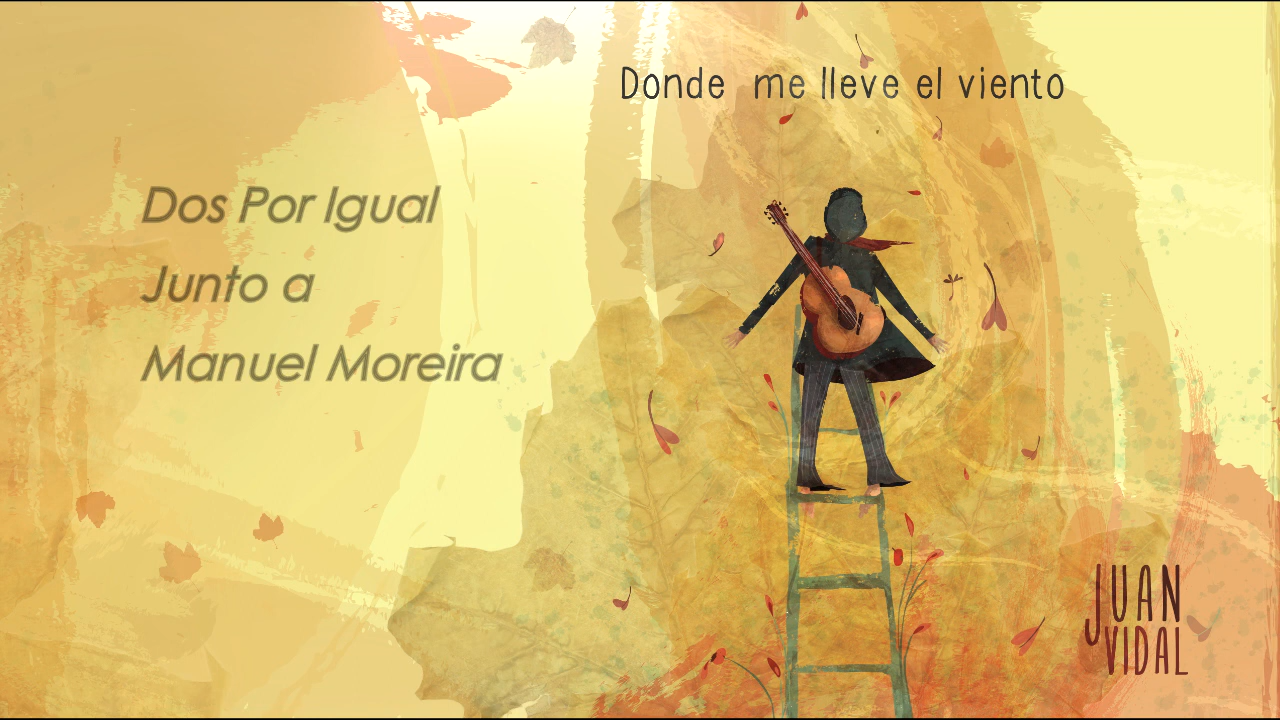 Donde me lleve el viento
Dos Por Igual
Junto a
Manuel Moreira
JUAN
VIDAL